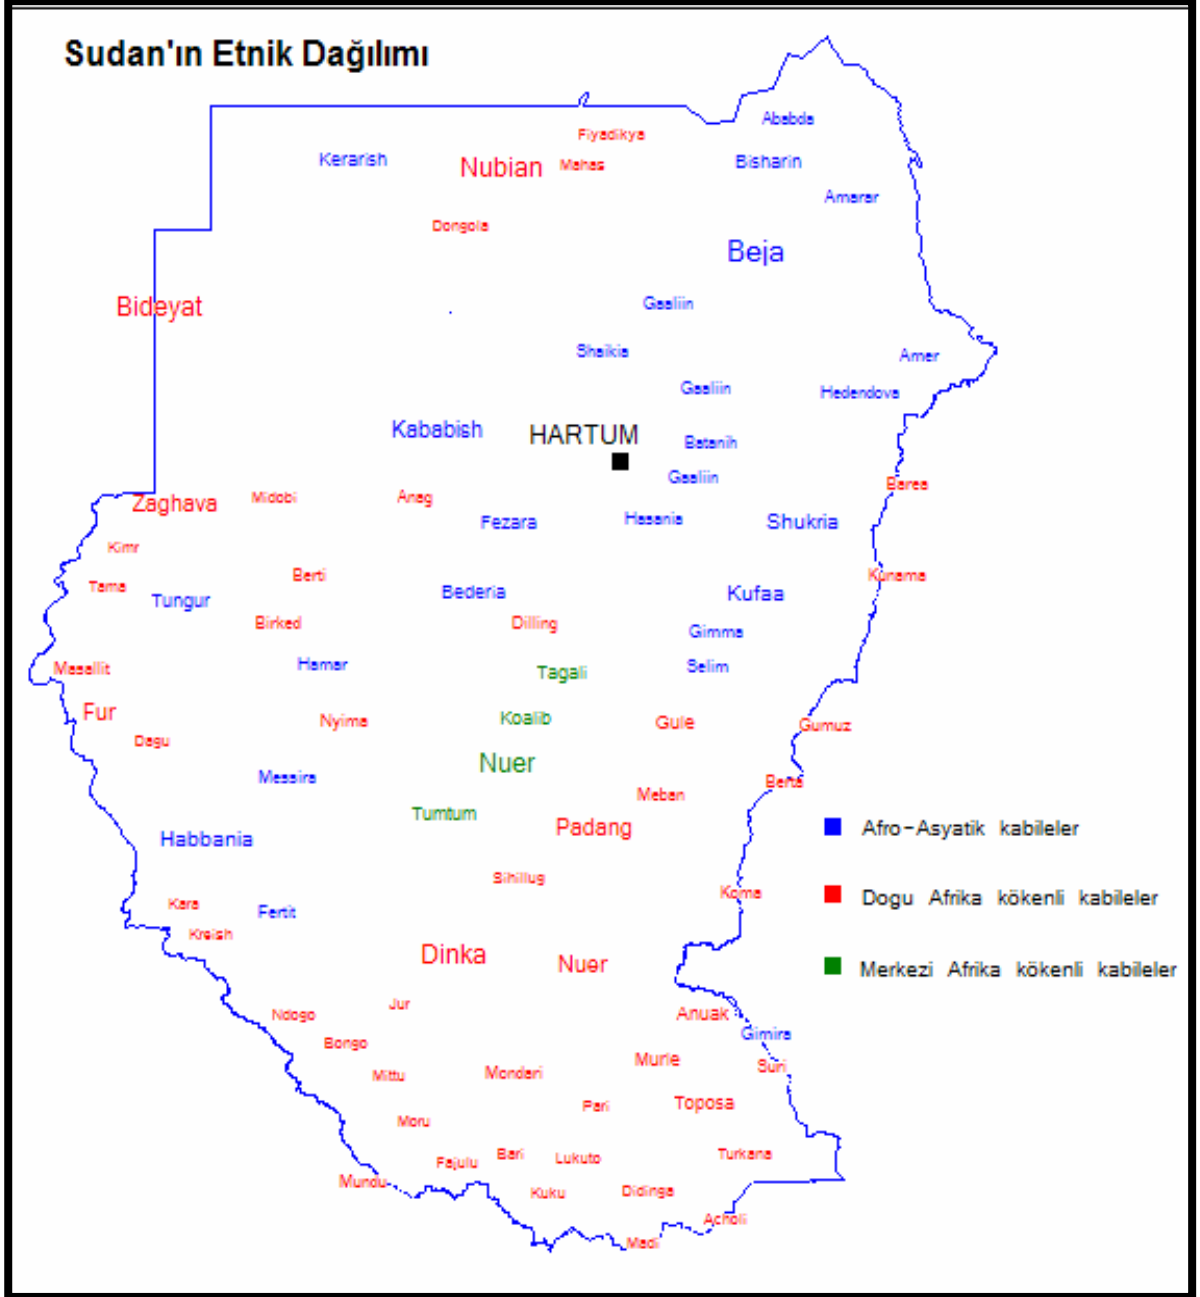 Sudan'ın Etnik Dağılımı
Ababda
Fiyadikya
Kerarish
Nubian
Mahas
Bisharin
Amarar
Dongola
Beja
Bideyat
Gaaliin
Shaikia
Amer
Gaaliin
Hedendova
Kababish
HARTUM
Batanih
Gaaliin
Barea
Zaghava
Midobi
Anag
Fezara
Hasania
Shukria
Kimr
Tama
Berti
Kunama
Tungur
Bederia
Kufaa
Birked
Dilling
Gimma
Masallit
Hamar
Tagali
Selim
Fur
Nyima
Koalib
Gule
Gumuz
Dagu
Nuer
Messira
Berta
Meban
Tumtum
Padang
Afro-Asyatik kabileler
Habbania
Sihillug
Koma
Dogu Afrika kökenli kabileler
Kara
Fertit
Kreish
Dinka
Nuer
Merkezi Afrika kökenli kabileler
Jur
Ndogo
Anuak
Gimira
Bongo
Murle
Suri
Mittu
Mondari
Pari
Toposa
Moru
Fajulu
Bari
Lukuto
Turkana
Mundu
Kuku
Didinga
Acholi
Madi